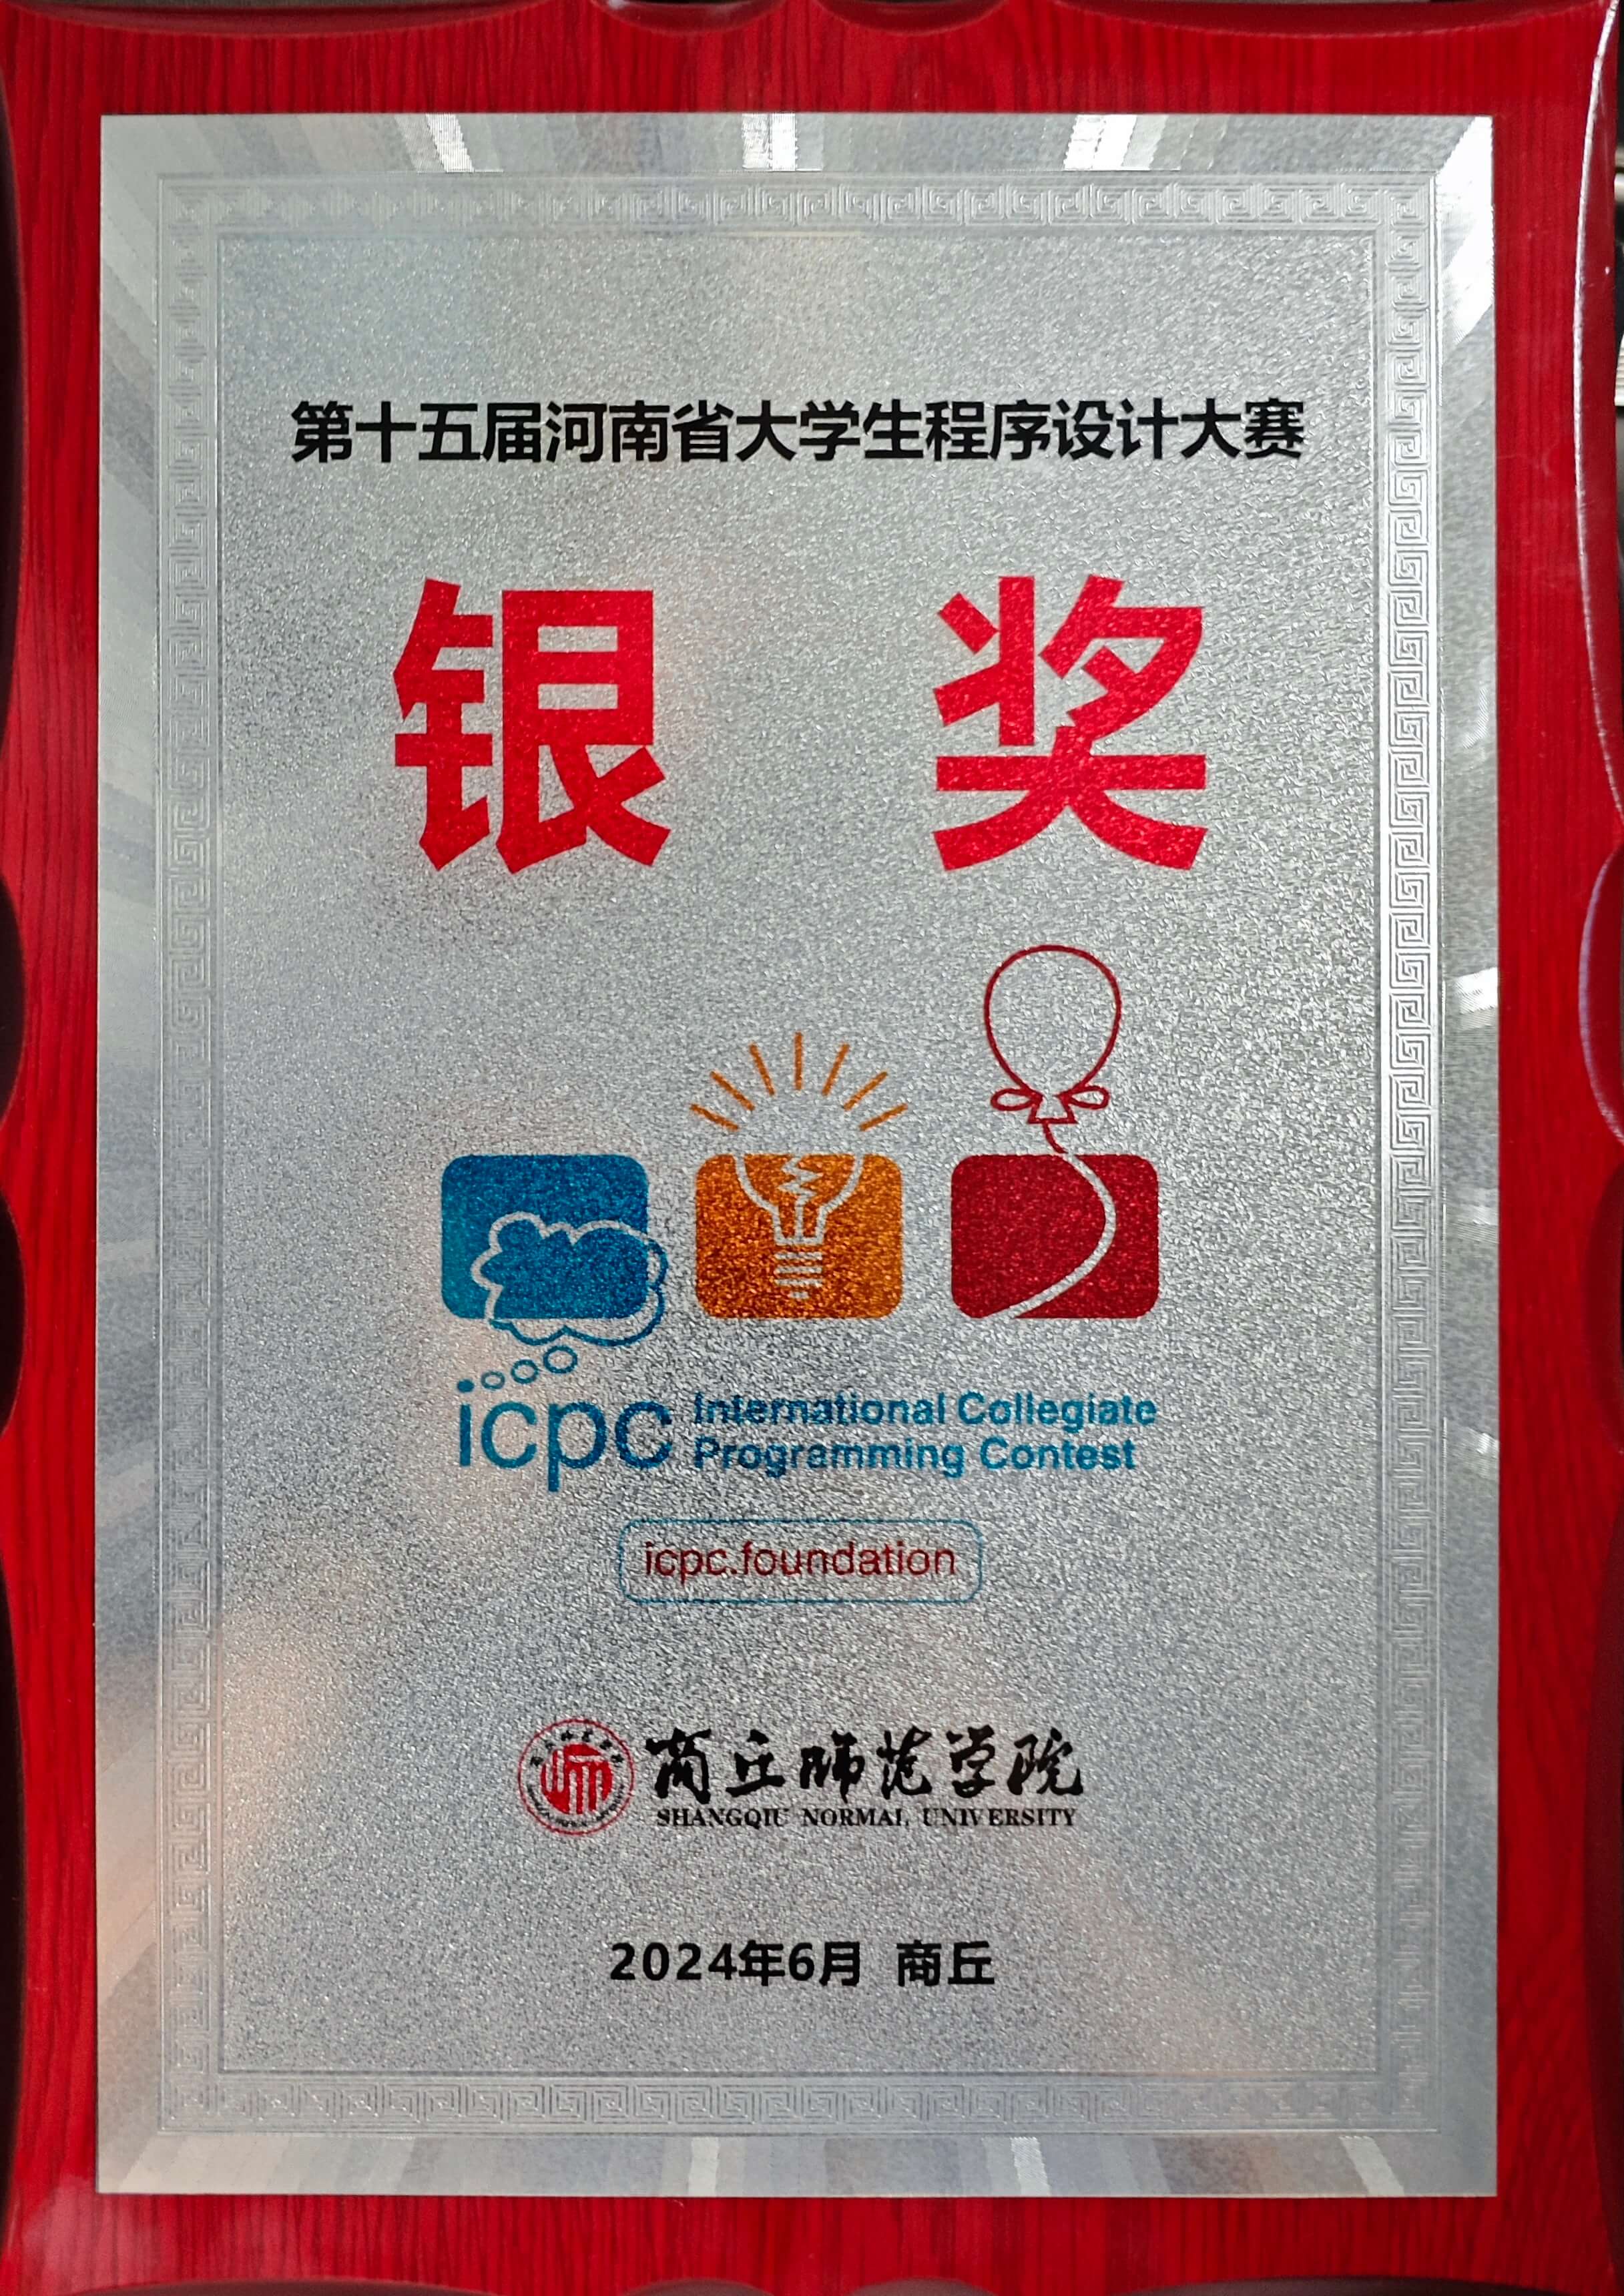 第十五届河南省大学生程序设计大赛
银 奖
icpc International Collegiate
Programming Contest
icpc.foundation
商丘师范学院
SHANGQIU NORMAL UNIVERSITY
2024年6月 商丘